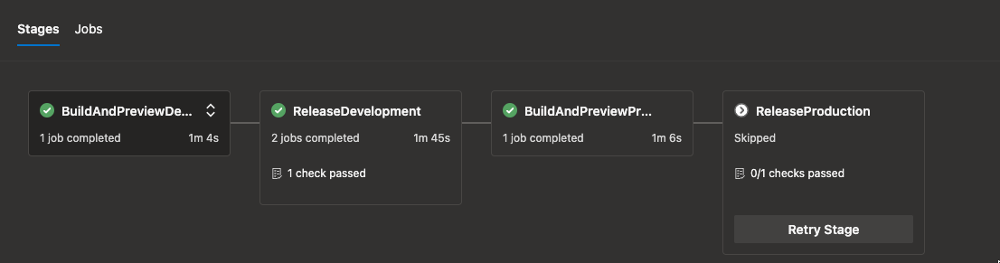 Stages Jobs
BuildAndPreviewDe...
1 job completed 1m 4s
ReleaseDevelopment
2 jobs completed 1m 45s
1 check passed
BuildAndPreviewPr...
1 job completed 1m 6s
ReleaseProduction
Skipped
0/1 checks passed
Retry Stage